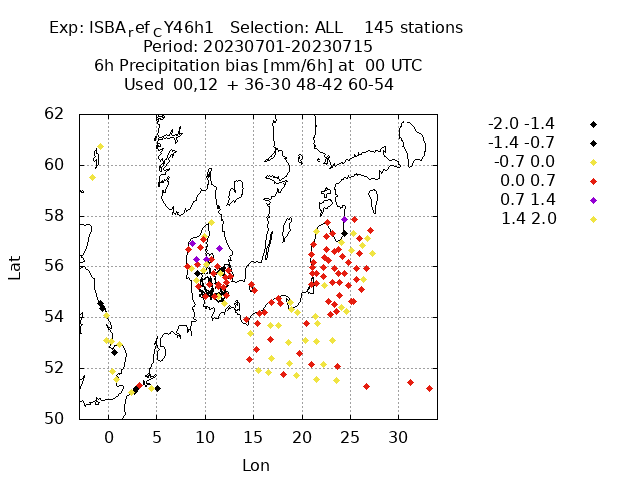 Exp: ISBA_ref_C Y46h1   Selection: ALL    145 stations
Period: 20230701-20230715
6h Precipitation bias [mm/6h] at  00 UTC
Used  00,12  + 36-30 48-42 60-54
62
60
58
56
54
52
50
0 5 10 15 20 25 30
Lat
Lon
-2.0 -1.4
-1.4 -0.7
-0.7 0.0
0.0 0.7
0.7 1.4
1.4 2.0